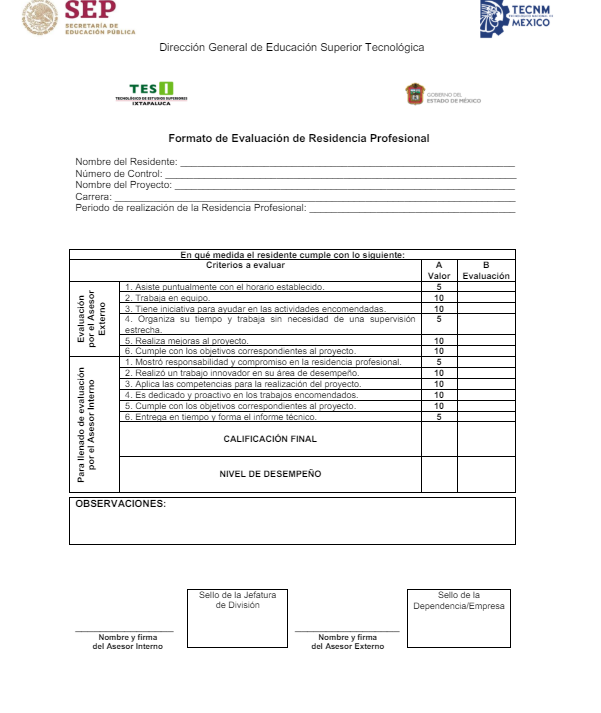 SEP
SECRETARÍA DE
EDUCACIÓN PÚBLICA
TECNM
MÉXICO
Dirección General de Educación Superior Tecnológica
TESI
TECNOLÓGICO DE ESTUDIOS SUPERIORES
IXTAPALUCA
GOBIERNO DEL
ESTADO DE MÉXICO
Formato de Evaluación de Residencia Profesional
Nombre del Residente:
Número de Control:
Nombre del Proyecto:
Carrera:
Periodo de realización de la Residencia Profesional:
En qué medida el residente cumple con lo siguiente:
Criterios a evaluar A B
Valor Evaluación
Evaluación
por el Asesor
Externo
1. Asiste puntualmente con el horario establecido. 5
2. Trabaja en equipo. 10
3. Tiene iniciativa para ayudar en las actividades encomendadas. 10
4. Organiza su tiempo y trabaja sin necesidad de una supervisión 5
estrecha.
5. Realiza mejoras al proyecto. 10
6. Cumple con los objetivos correspondientes al proyecto. 10
Para llenado de evaluación
por el Asesor Interno
1. Mostró responsabilidad y compromiso en la residencia profesional. 5
2. Realizó un trabajo innovador en su área de desempeño. 10
3. Aplica las competencias para la realización del proyecto. 10
4. Es dedicado y proactivo en los trabajos encomendados. 10
5. Cumple con los objetivos correspondientes al proyecto. 10
6. Entrega en tiempo y forma el informe técnico. 5
CALIFICACIÓN FINAL
NIVEL DE DESEMPEÑO
OBSERVACIONES:
Sello de la Jefatura
de División
Sello de la
Dependencia/Empresa
Nombre y firma
del Asesor Interno
Nombre y firma
del Asesor Externo